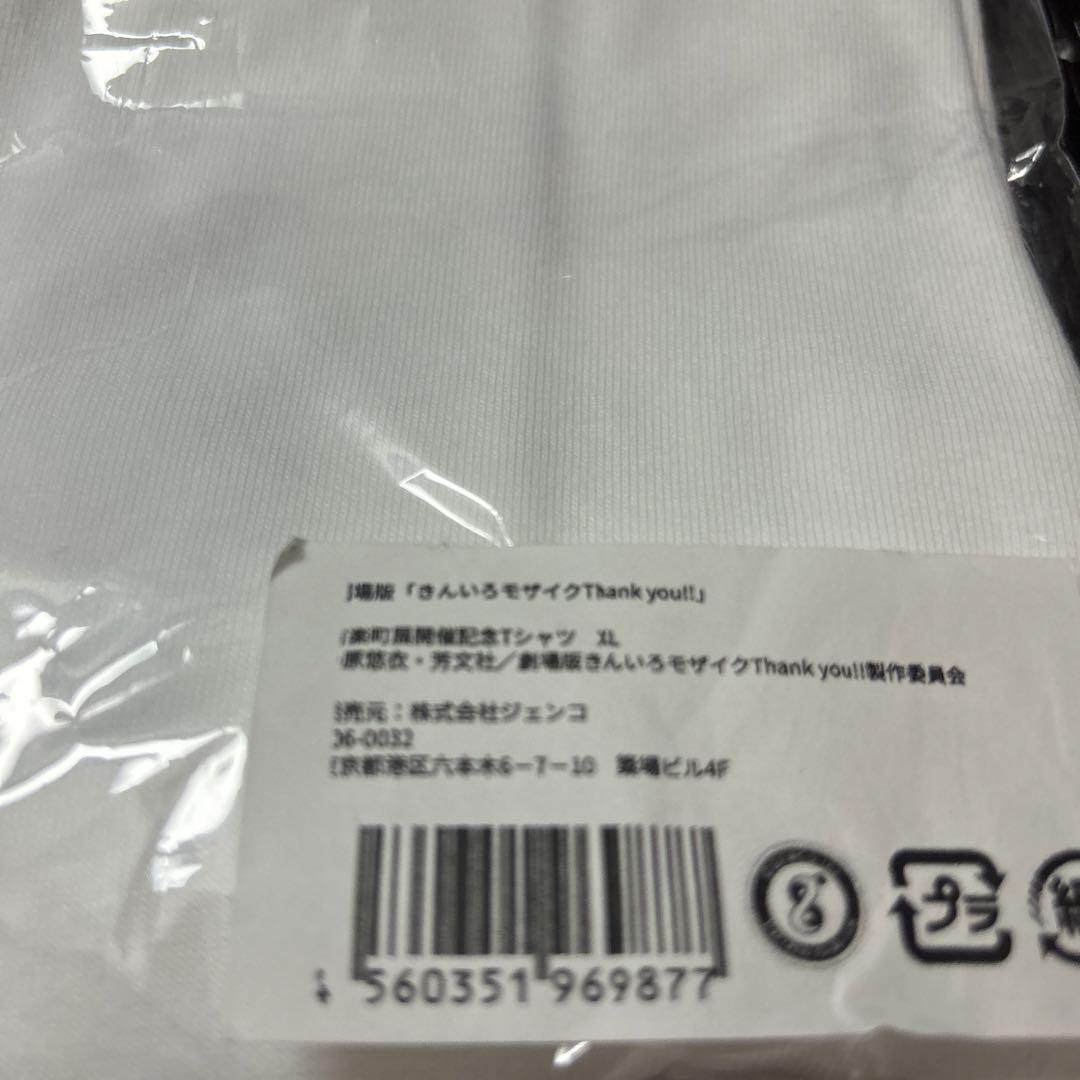 場版「きんいろモザイクThank you!!」
楽町展開催記念Tシャツ XL
原悠衣・芳文社／劇場版きんいろモザイクThank you!!製作委員会
売元：株式会社ジェンコ
06-0032
京都港区六本木6－7－10 ビル4F
4 560351 969877
プラ
紙